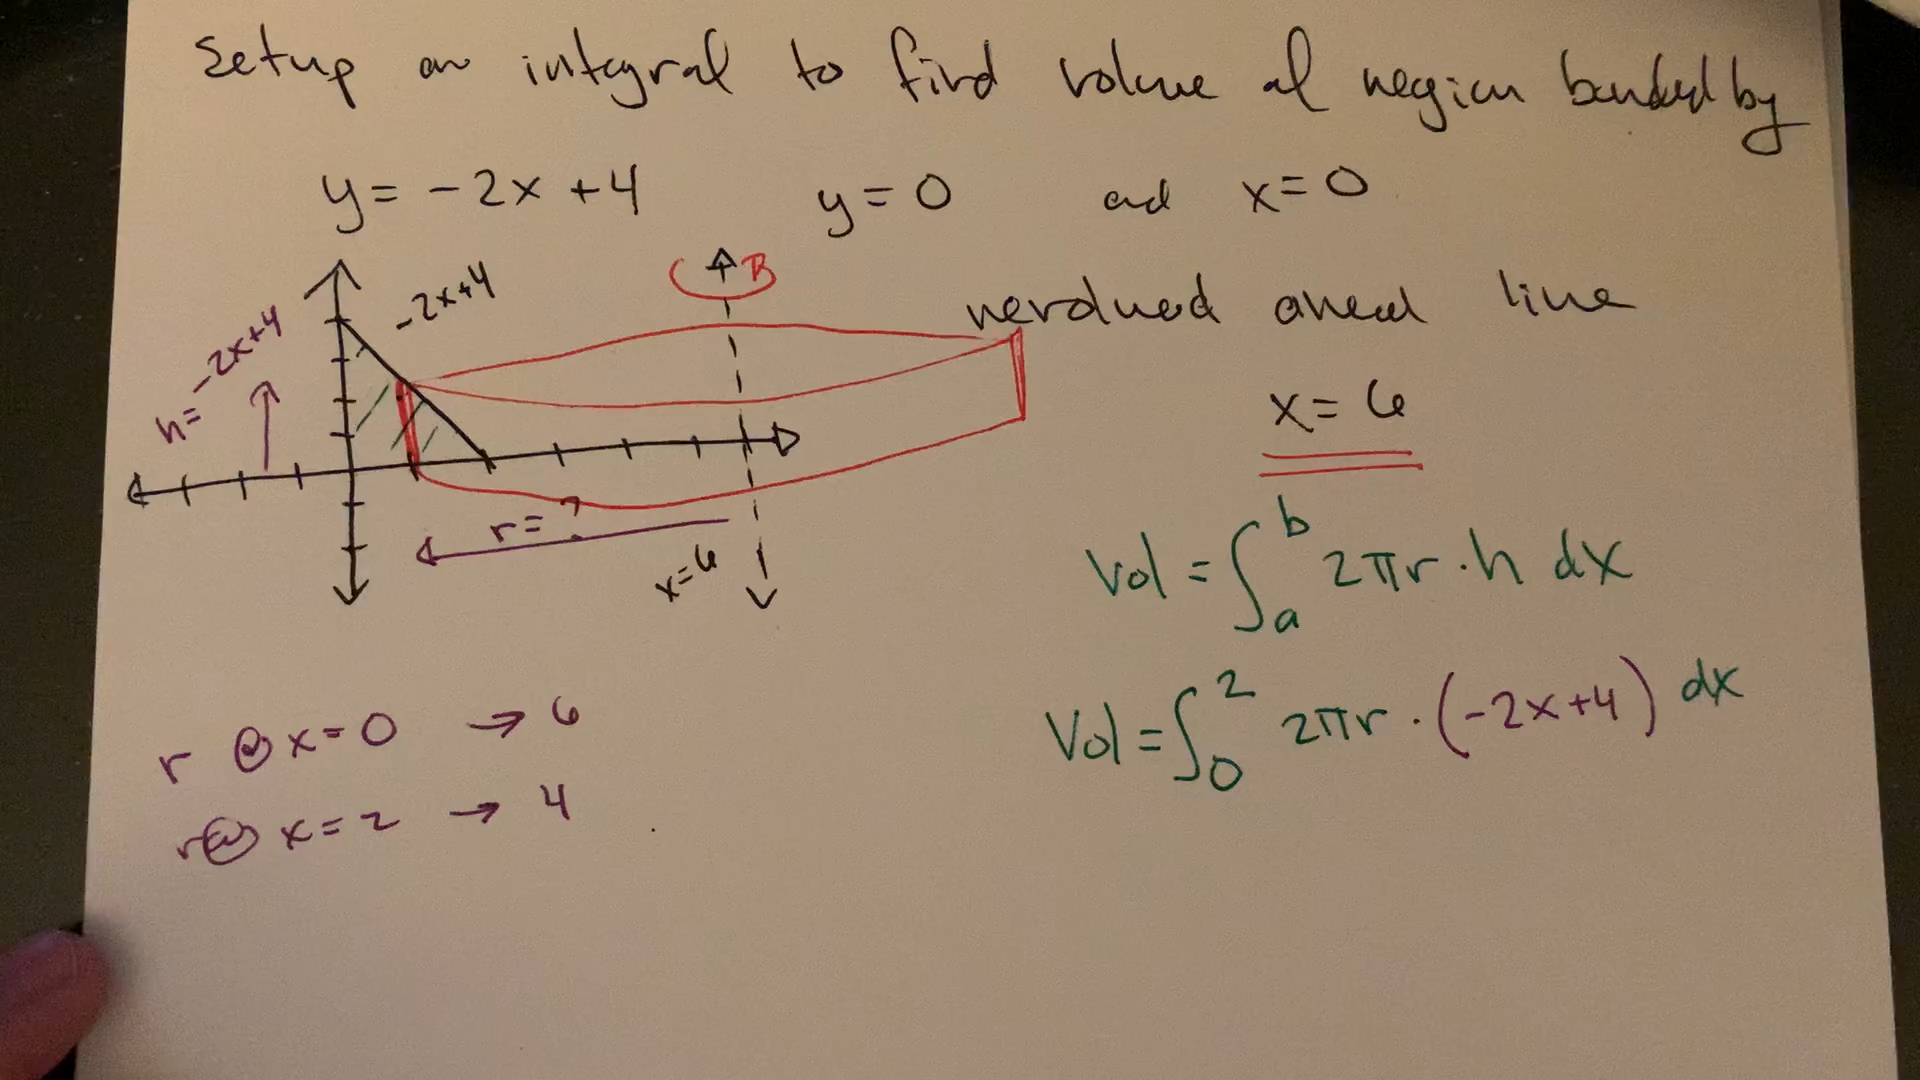 Setup an integral to find volume of region bounded by
y = -2x + 4 y = 0 and x = 0
-2x+4
h = -2x+4
revolved around line
x = 6
r = ?
x=6
Vol = ∫_a^b 2πr · h dx
Vol = ∫_0^2 2πr · (-2x+4) dx
r @ x=0 → 6
r @ x=2 → 4